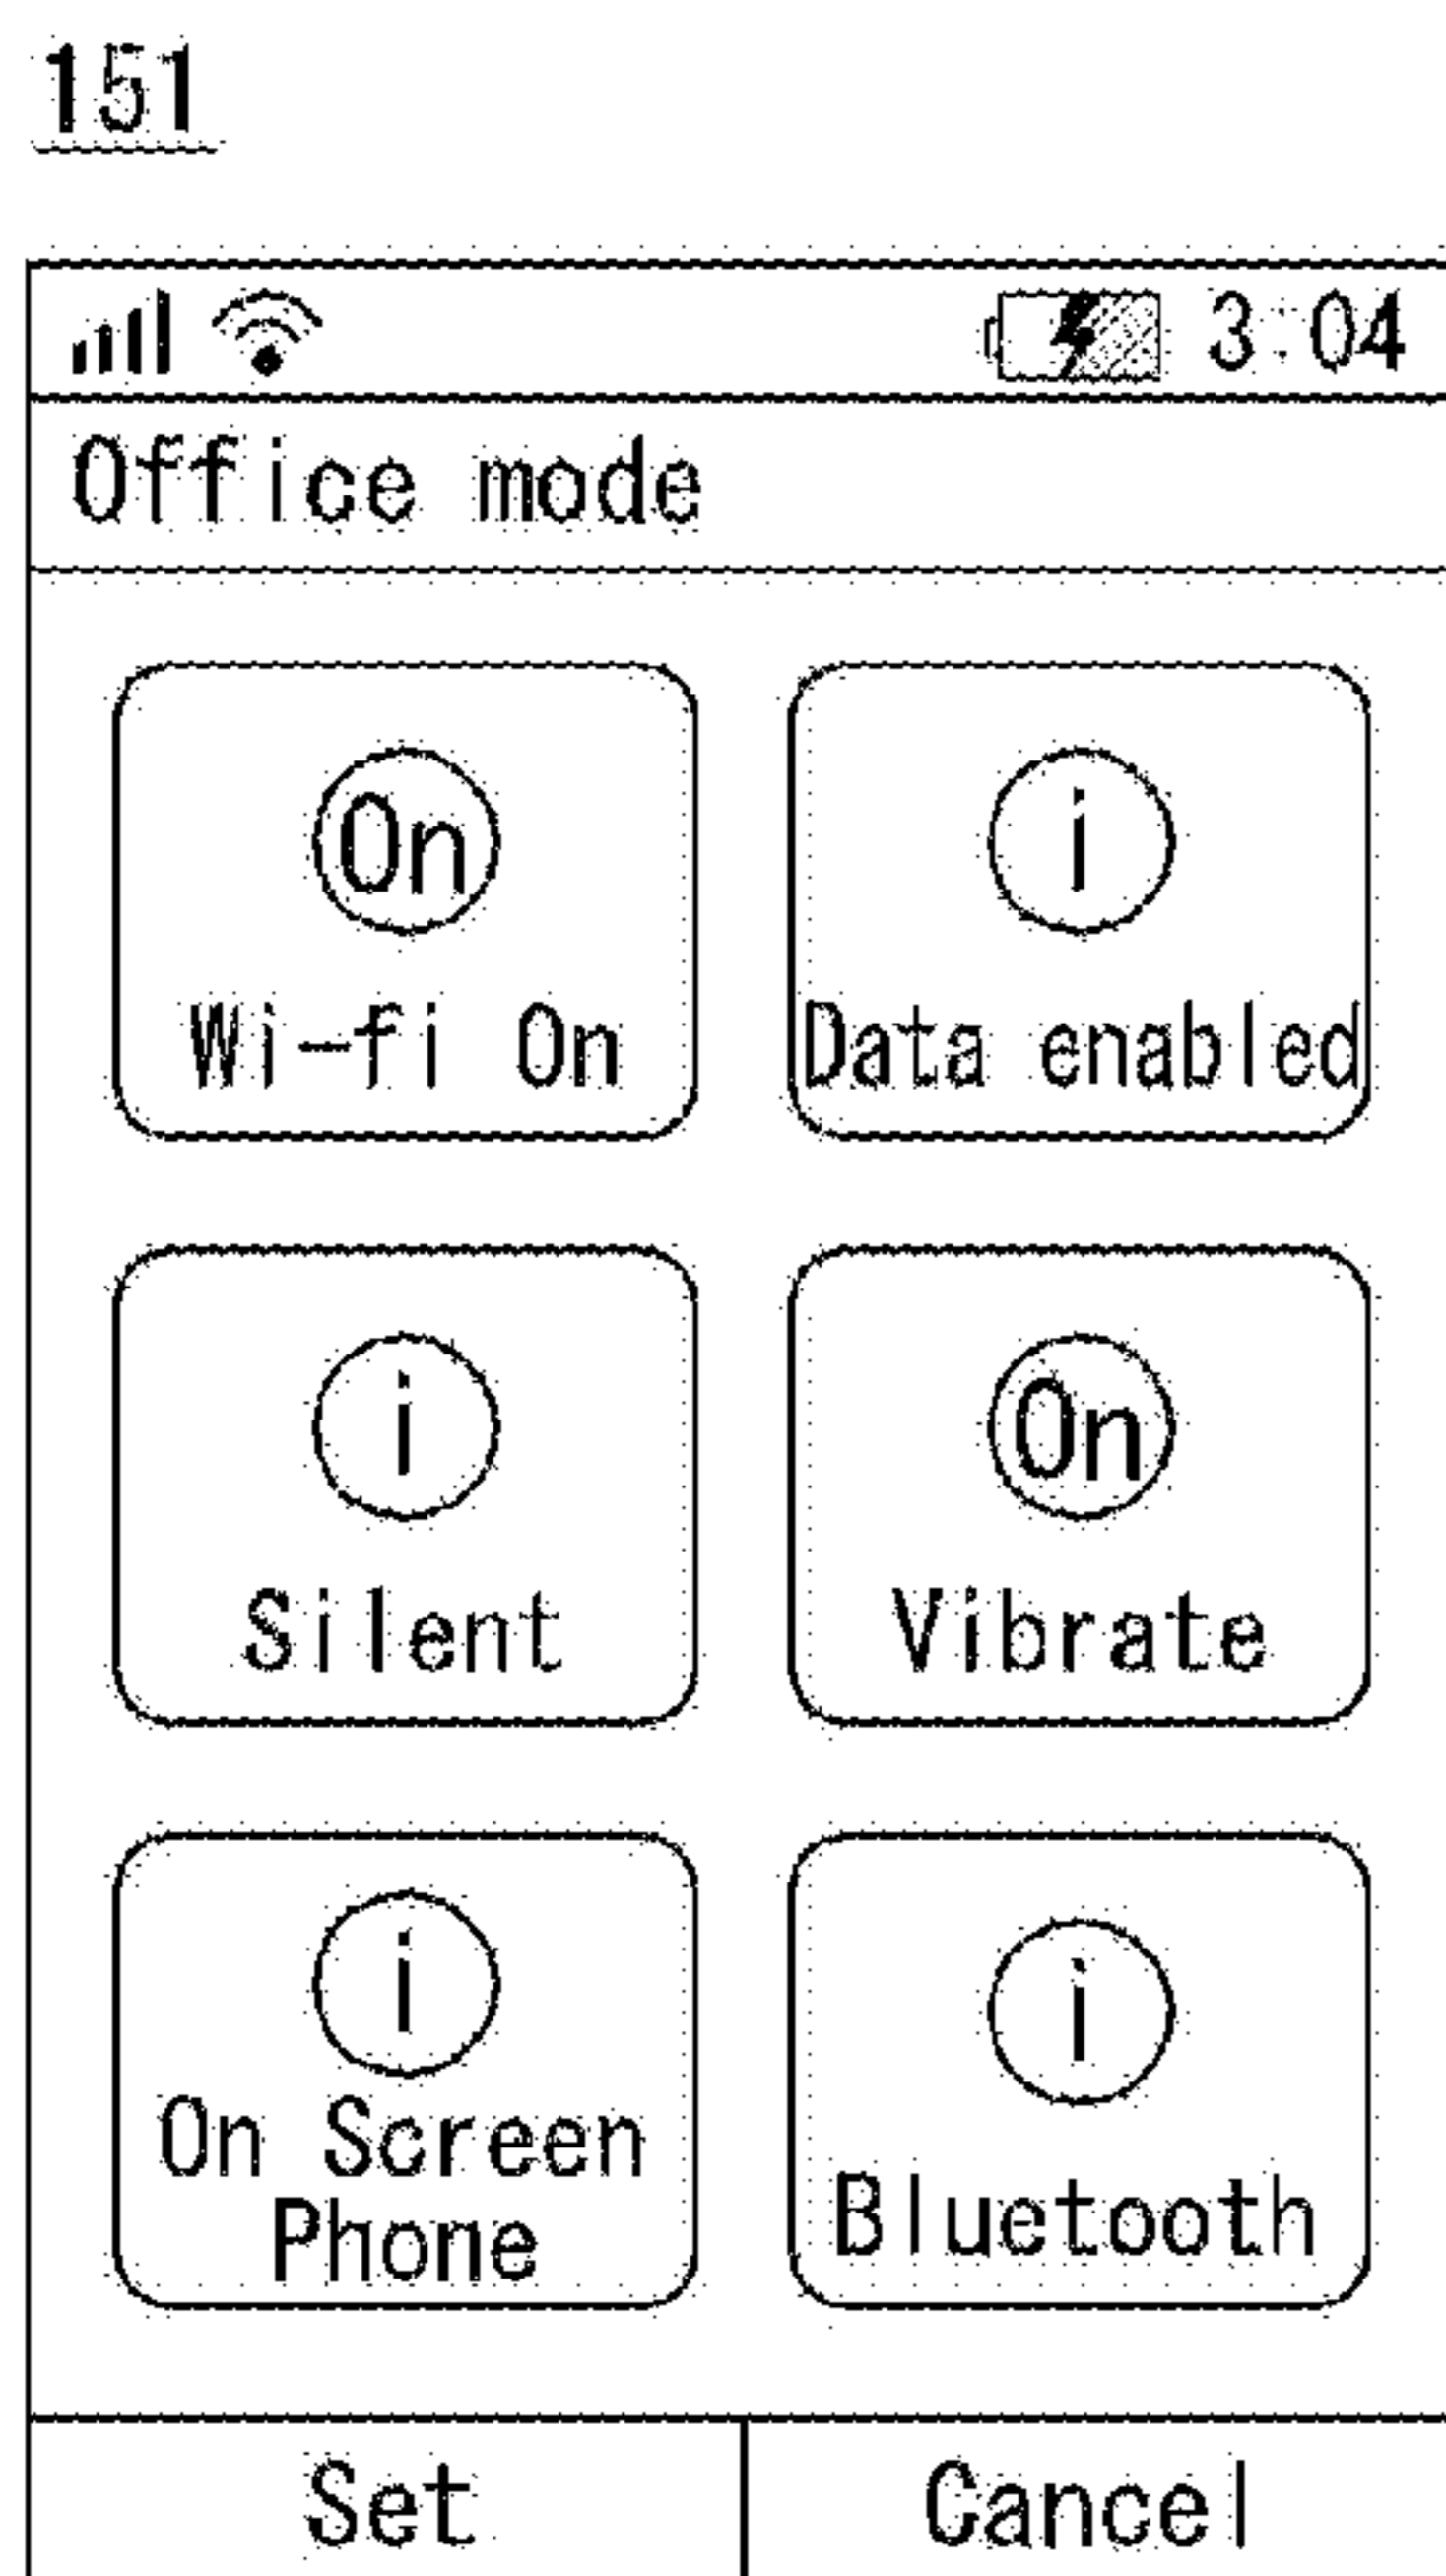 151
3:04
Office mode
On
i
Wi-fi On
Data enabled
i
On
Silent
Vibrate
i
i
On Screen
Phone
Bluetooth
Set
Cancel